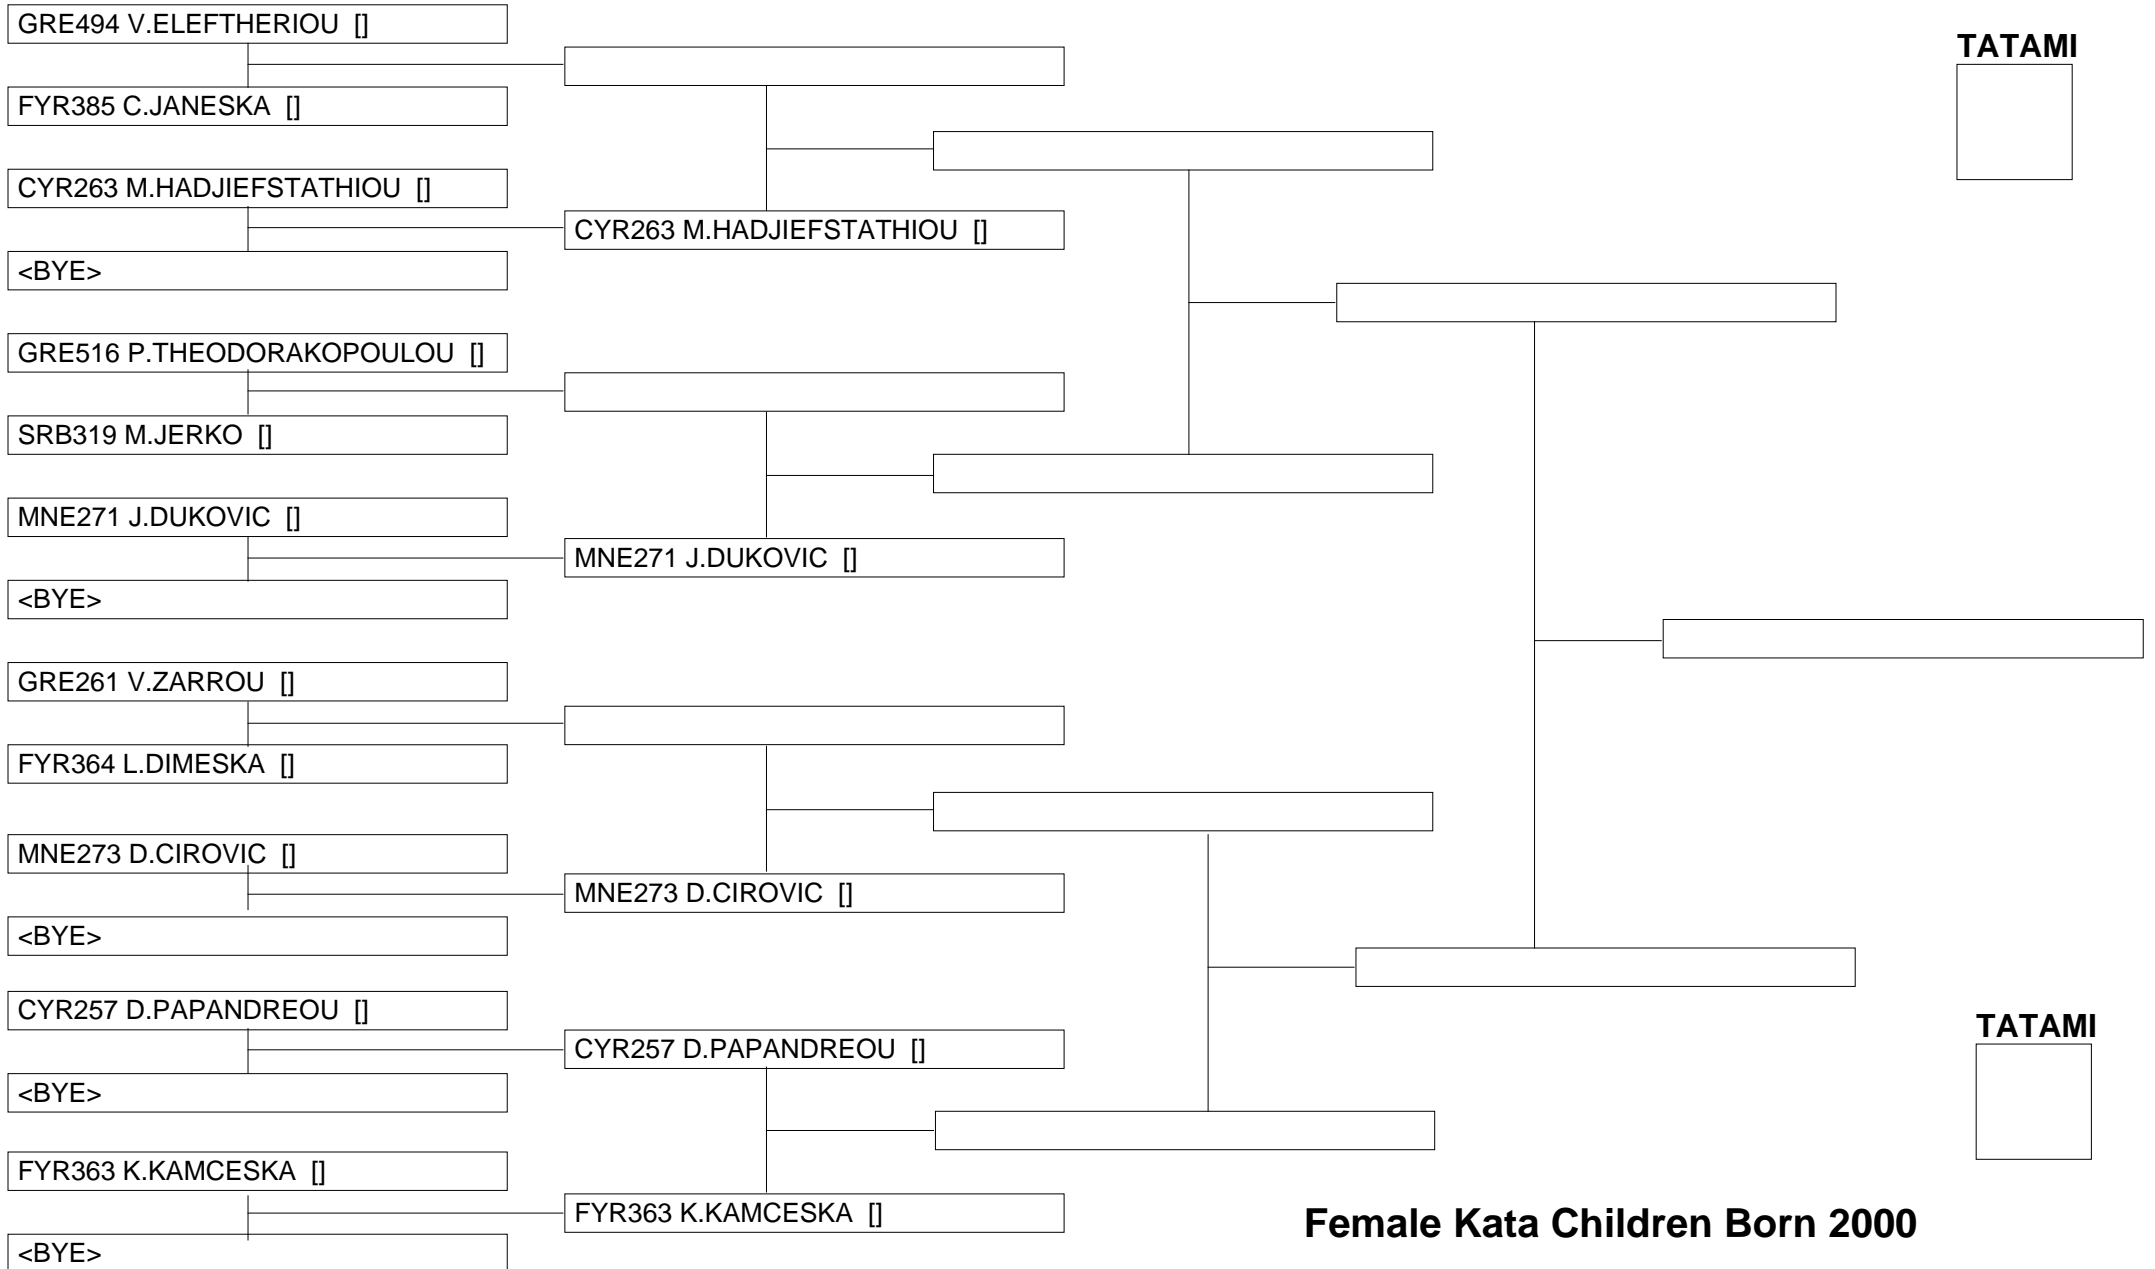 GRE494 V.ELEFTHERIOU []
TATAMI
FYR385 C.JANESKA []
CYR263 M.HADJIEFSTATHIOU []
CYR263 M.HADJIEFSTATHIOU []
<BYE>
GRE516 P.THEODORAKOPOULOU []
SRB319 M.JERKO []
MNE271 J.DUKOVIC []
MNE271 J.DUKOVIC []
<BYE>
GRE261 V.ZARROU []
FYR364 L.DIMESKA []
MNE273 D.CIROVIC []
MNE273 D.CIROVIC []
<BYE>
CYR257 D.PAPANDREOU []
TATAMI
CYR257 D.PAPANDREOU []
<BYE>
FYR363 K.KAMCESKA []
FYR363 K.KAMCESKA []
Female Kata Children Born 2000
<BYE>